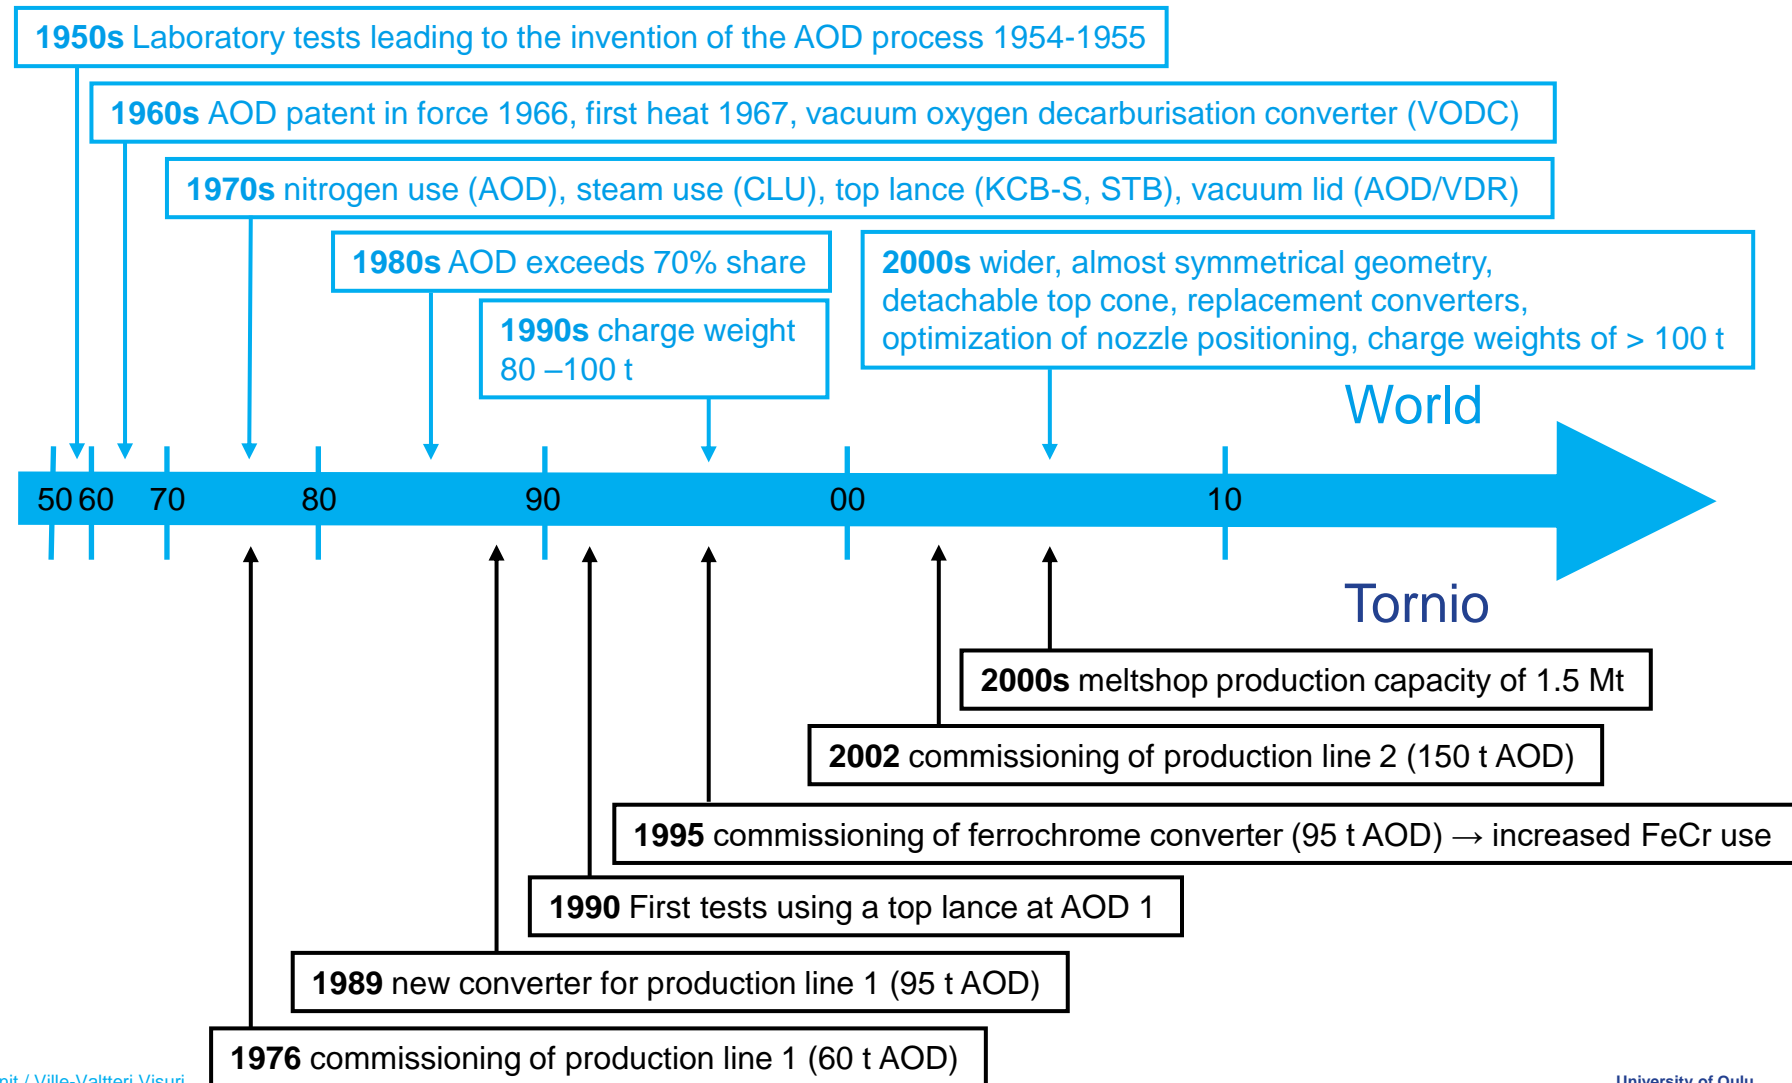 1950s Laboratory tests leading to the invention of the AOD process 1954-1955
1960s AOD patent in force 1966, first heat 1967, vacuum oxygen decarburisation converter (VODC)
1970s nitrogen use (AOD), steam use (CLU), top lance (KCB-S, STB), vacuum lid (AOD/VDR)
1980s AOD exceeds 70% share
1990s charge weight
80 –100 t
2000s wider, almost symmetrical geometry,
detachable top cone, replacement converters,
optimization of nozzle positioning, charge weights of > 100 t
World
50 60 70 80 90 00 10
Tornio
2000s meltshop production capacity of 1.5 Mt
2002 commissioning of production line 2 (150 t AOD)
1995 commissioning of ferrochrome converter (95 t AOD) → increased FeCr use
1990 First tests using a top lance at AOD 1
1989 new converter for production line 1 (95 t AOD)
1976 commissioning of production line 1 (60 t AOD)
/ Ville-Valtteri Visuri
University of Oulu